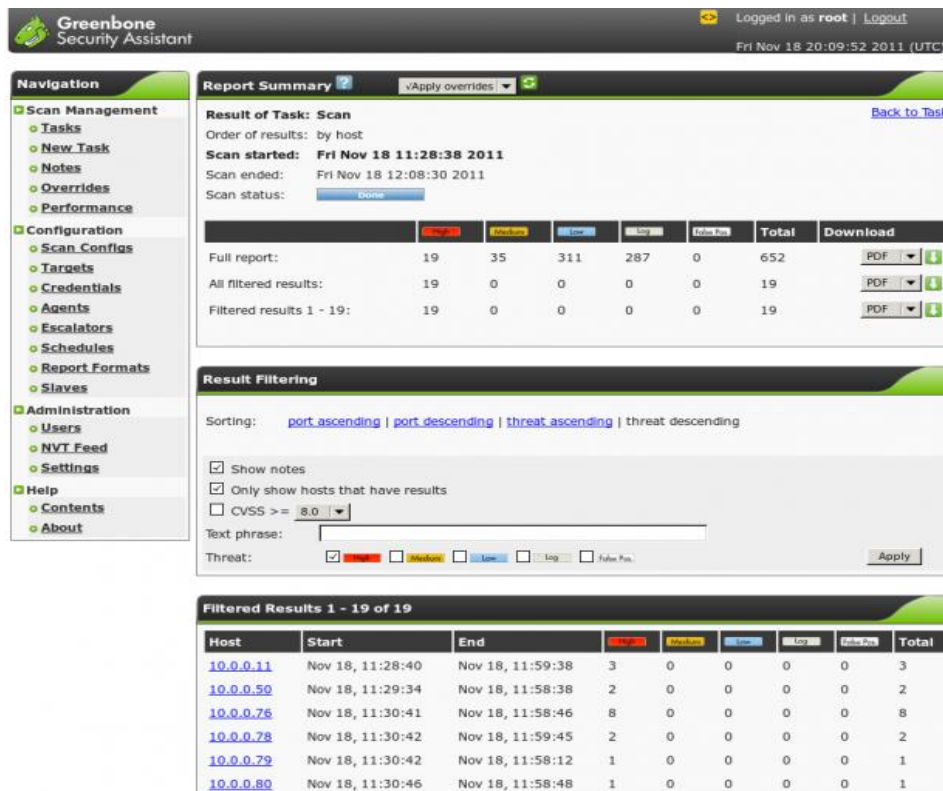 Greenbone
Security Assistant
Logged in as root | Logout
Fri Nov 18 20:09:52 2011 (UTC
Navigation
Scan Management
Tasks
New Task
Notes
Overrides
Performance
Configuration
Scan Configs
Targets
Credentials
Agents
Escalators
Schedules
Report Formats
Slaves
Administration
Users
NVT Feed
Settings
Help
Contents
About
Report Summary ? √Apply overrides
Result of Task: Scan
Back to Task
Order of results: by host
Scan started: Fri Nov 18 11:28:38 2011
Scan ended: Fri Nov 18 12:08:30 2011
Scan status: Done
High Medium Low Log False Pos. Total Download
Full report: 19 35 311 287 0 652 PDF
All filtered results: 19 0 0 0 0 19 PDF
Filtered results 1 - 19: 19 0 0 0 0 19 PDF
Result Filtering
Sorting: port ascending | port descending | threat ascending | threat descending
Show notes
Only show hosts that have results
CVSS >= 8.0
Text phrase:
Threat: High Medium Low Log False Pos. Apply
Filtered Results 1 - 19 of 19
Host Start End High Medium Low Log False Pos. Total
10.0.0.11 Nov 18, 11:28:40 Nov 18, 11:59:38 3 0 0 0 0 3
10.0.0.50 Nov 18, 11:29:34 Nov 18, 11:58:38 2 0 0 0 0 2
10.0.0.76 Nov 18, 11:30:41 Nov 18, 11:58:46 8 0 0 0 0 8
10.0.0.78 Nov 18, 11:30:42 Nov 18, 11:59:45 2 0 0 0 0 2
10.0.0.79 Nov 18, 11:30:42 Nov 18, 11:58:12 1 0 0 0 0 1
10.0.0.80 Nov 18, 11:30:46 Nov 18, 11:58:48 1 0 0 0 0 1